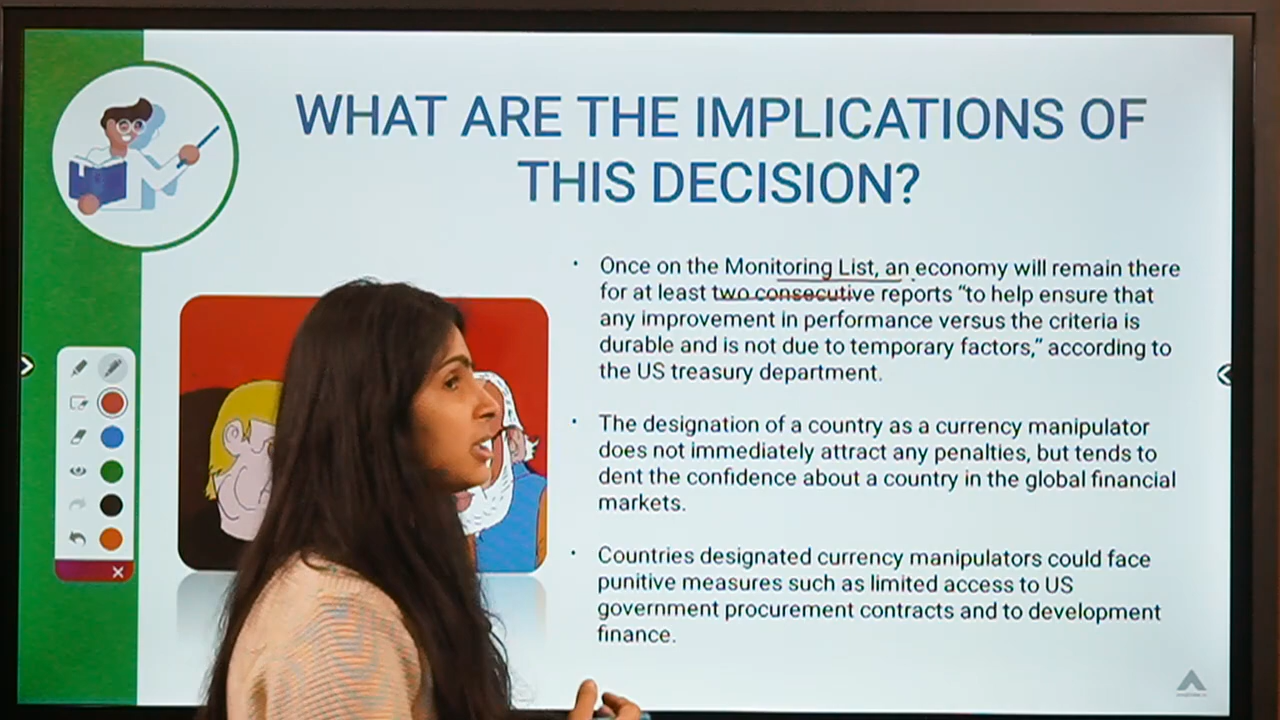 WHAT ARE THE IMPLICATIONS OF
THIS DECISION?
Once on the Monitoring List, an economy will remain there
for at least two consecutive reports “to help ensure that
any improvement in performance versus the criteria is
durable and is not due to temporary factors,” according to
the US treasury department.
The designation of a country as a currency manipulator
does not immediately attract any penalties, but tends to
dent the confidence about a country in the global financial
markets.
Countries designated currency manipulators could face
punitive measures such as limited access to US
government procurement contracts and to development
finance.